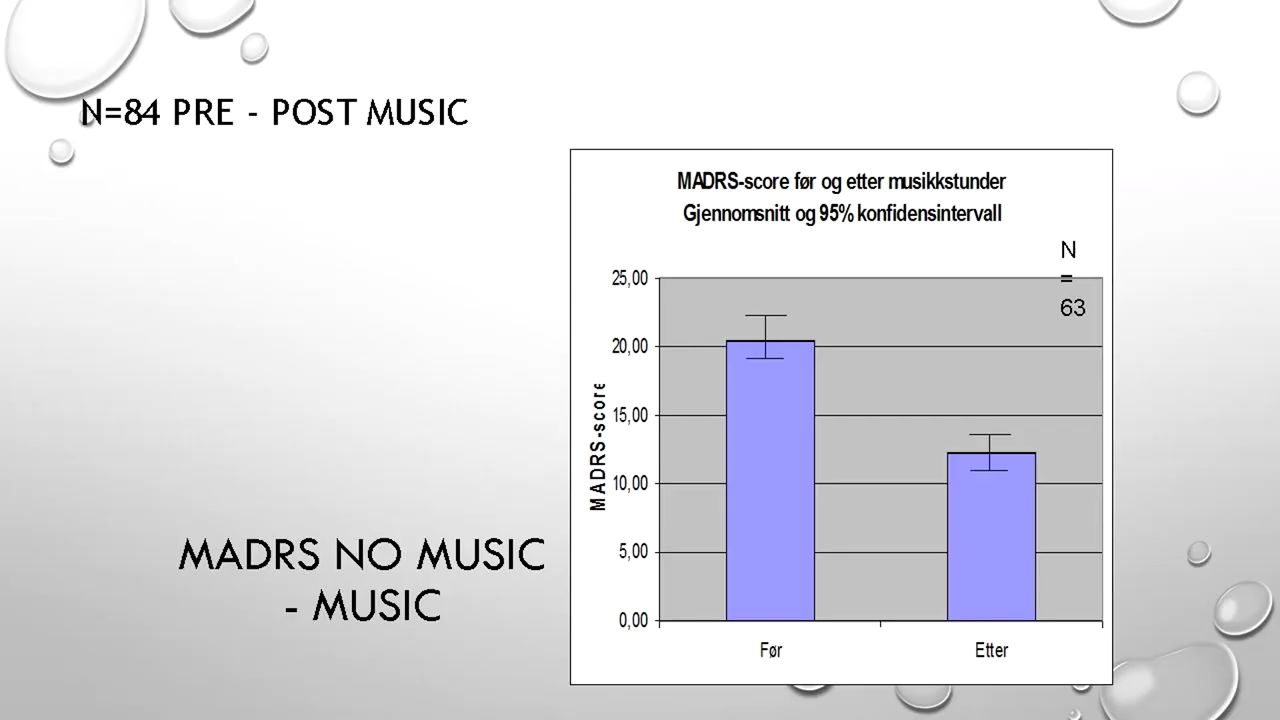 N=84 PRE - POST MUSIC
MADRS-score før og etter musikkstunder
Gjennomsnitt og 95% konfidensintervall
N
=
63
25,00
20,00
15,00
10,00
5,00
0,00
MADRS-score
Før
Etter
MADRS NO MUSIC
- MUSIC